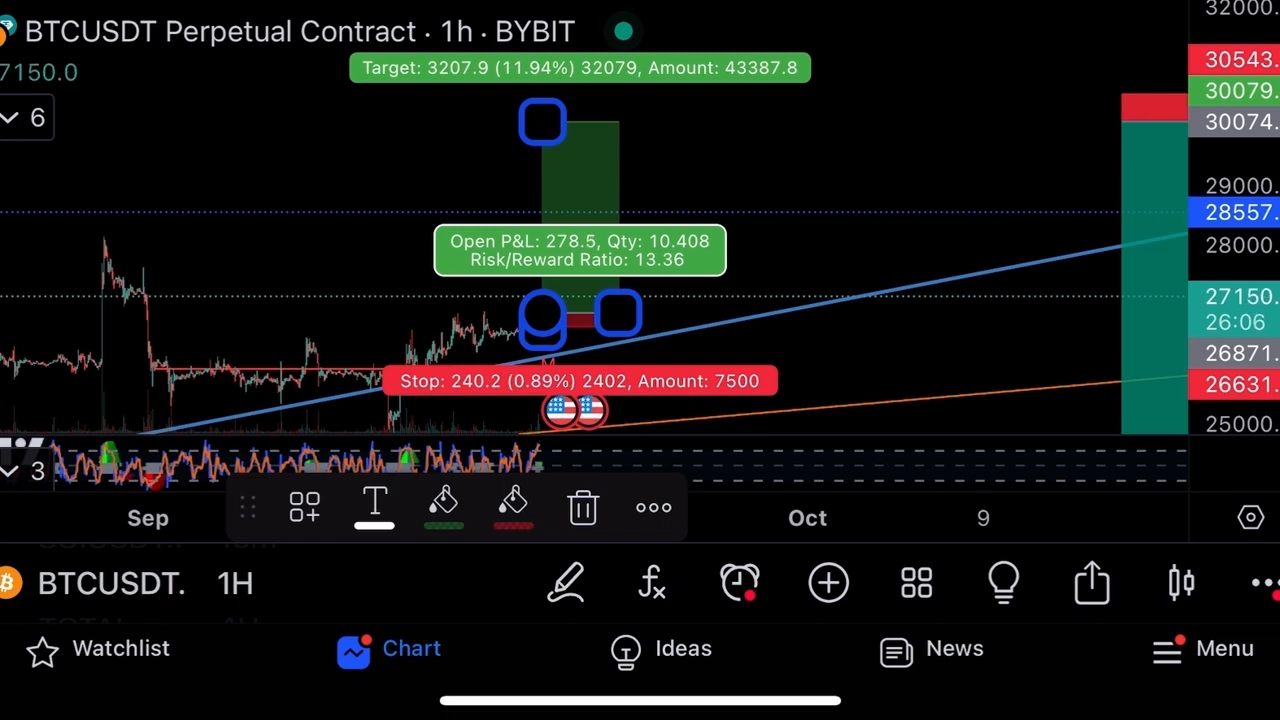 BTCUSDT Perpetual Contract · 1h · BYBIT
7150.0
6
Target: 3207.9 (11.94%) 32079, Amount: 43387.8
Open P&L: 278.5, Qty: 10.408
Risk/Reward Ratio: 13.36
Stop: 240.2 (0.89%) 2402, Amount: 7500
32000.
30543.
30079.
30074.
29000.
28557.
28000.
27150.
26:06
26871.
26631.
25000.
3
Sep
Oct
9
T
BTCUSDT. 1H
Watchlist
Chart
Ideas
News
Menu